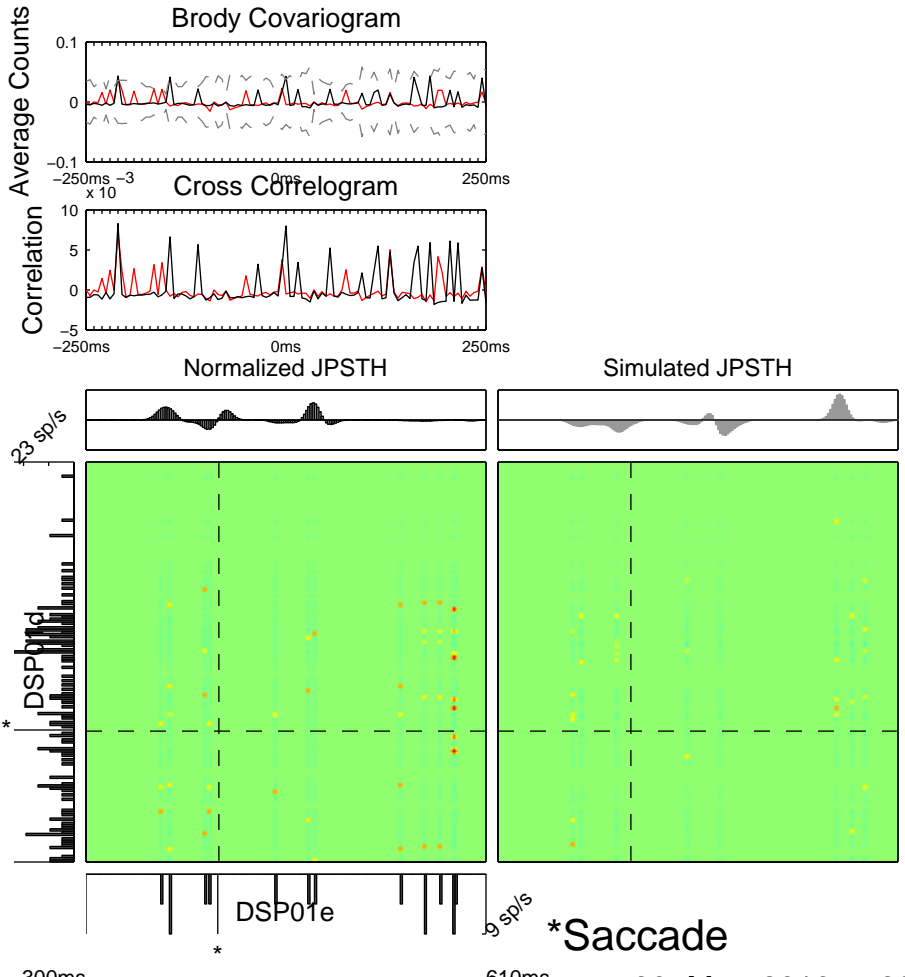 Brody Covariogram
Average Counts
0.1
0
−0.1
−250ms
0ms
250ms
−3
x 10
Cross Correlogram
Correlation
10
5
0
−5
−250ms
0ms
250ms
Normalized JPSTH
Simulated JPSTH
23 sp/s
DSP01d
*
DSP01e
9 sp/s
*
*Saccade
610ms